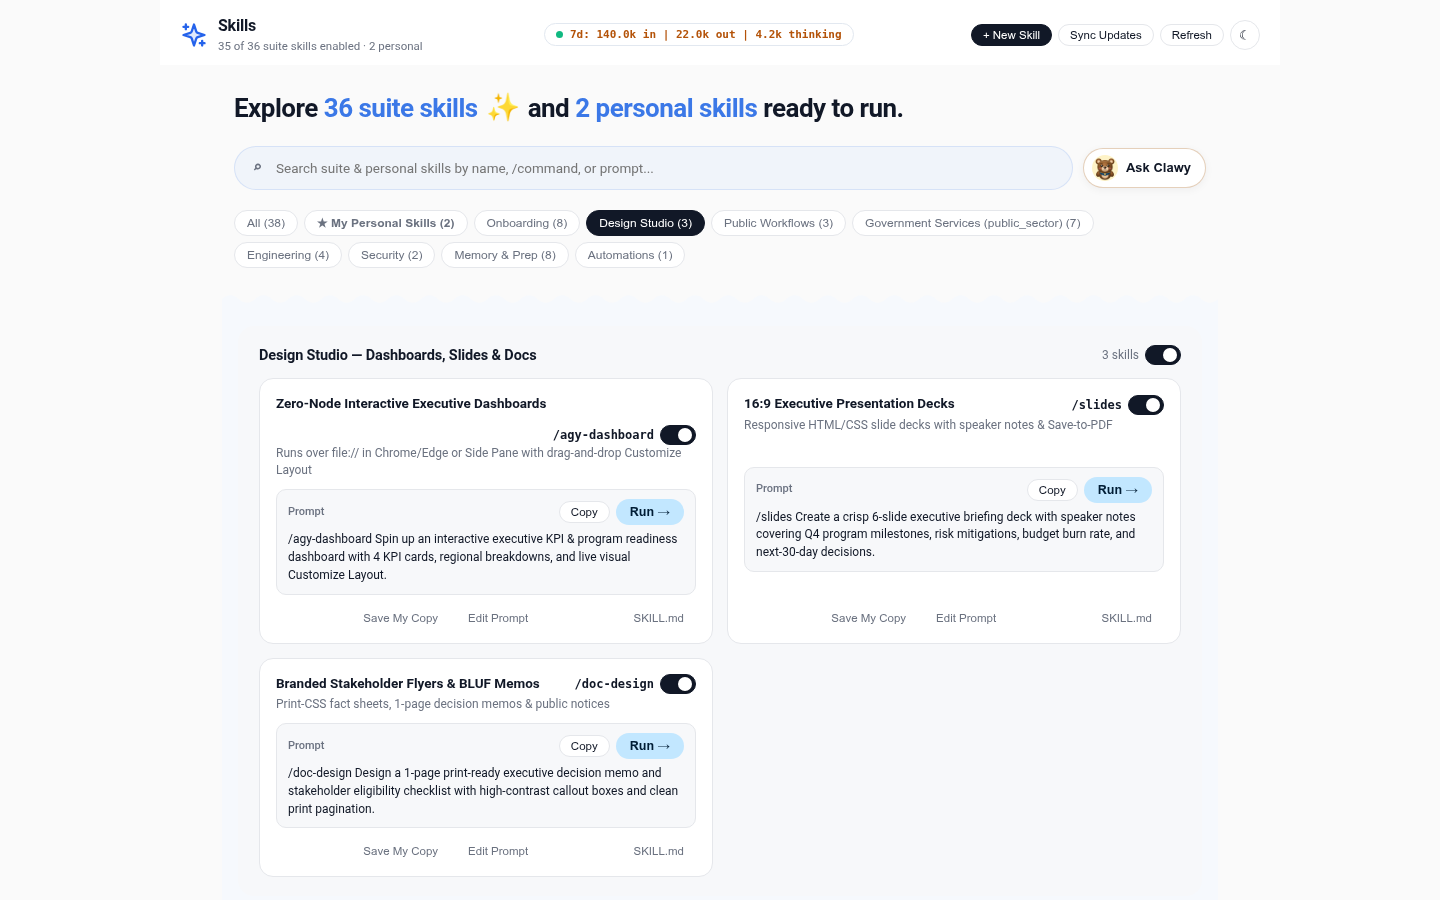 Skills
35 of 36 suite skills enabled · 2 personal
7d: 140.0k in | 22.0k out | 4.2k thinking
+ New Skill
Sync Updates
Refresh
Explore 36 suite skills ✨ and 2 personal skills ready to run.
Search suite & personal skills by name, /command, or prompt...
Ask Clawy
All (38)
★ My Personal Skills (2)
Onboarding (8)
Design Studio (3)
Public Workflows (3)
Government Services (public_sector) (7)
Engineering (4)
Security (2)
Memory & Prep (8)
Automations (1)
Design Studio — Dashboards, Slides & Docs
3 skills
Zero-Node Interactive Executive Dashboards
/agy-dashboard
Runs over file:// in Chrome/Edge or Side Pane with drag-and-drop Customize
Layout
Prompt
Copy
Run →
/agy-dashboard Spin up an interactive executive KPI & program readiness
dashboard with 4 KPI cards, regional breakdowns, and live visual
Customize Layout.
Save My Copy
Edit Prompt
SKILL.md
16:9 Executive Presentation Decks
/slides
Responsive HTML/CSS slide decks with speaker notes & Save-to-PDF
Prompt
Copy
Run →
/slides Create a crisp 6-slide executive briefing deck with speaker notes
covering Q4 program milestones, risk mitigations, budget burn rate, and
next-30-day decisions.
Save My Copy
Edit Prompt
SKILL.md
Branded Stakeholder Flyers & BLUF Memos
/doc-design
Print-CSS fact sheets, 1-page decision memos & public notices
Prompt
Copy
Run →
/doc-design Design a 1-page print-ready executive decision memo and
stakeholder eligibility checklist with high-contrast callout boxes and clean
print pagination.
Save My Copy
Edit Prompt
SKILL.md